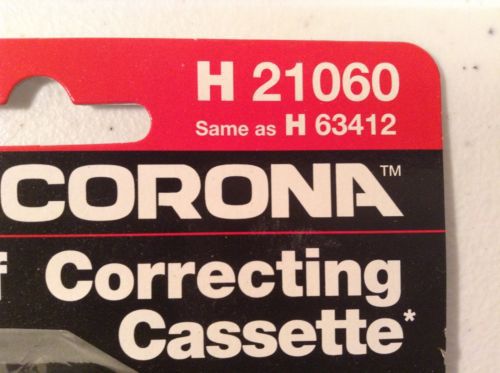 H 21060
Same as H 63412
CORONA™
f Correcting
Cassette*